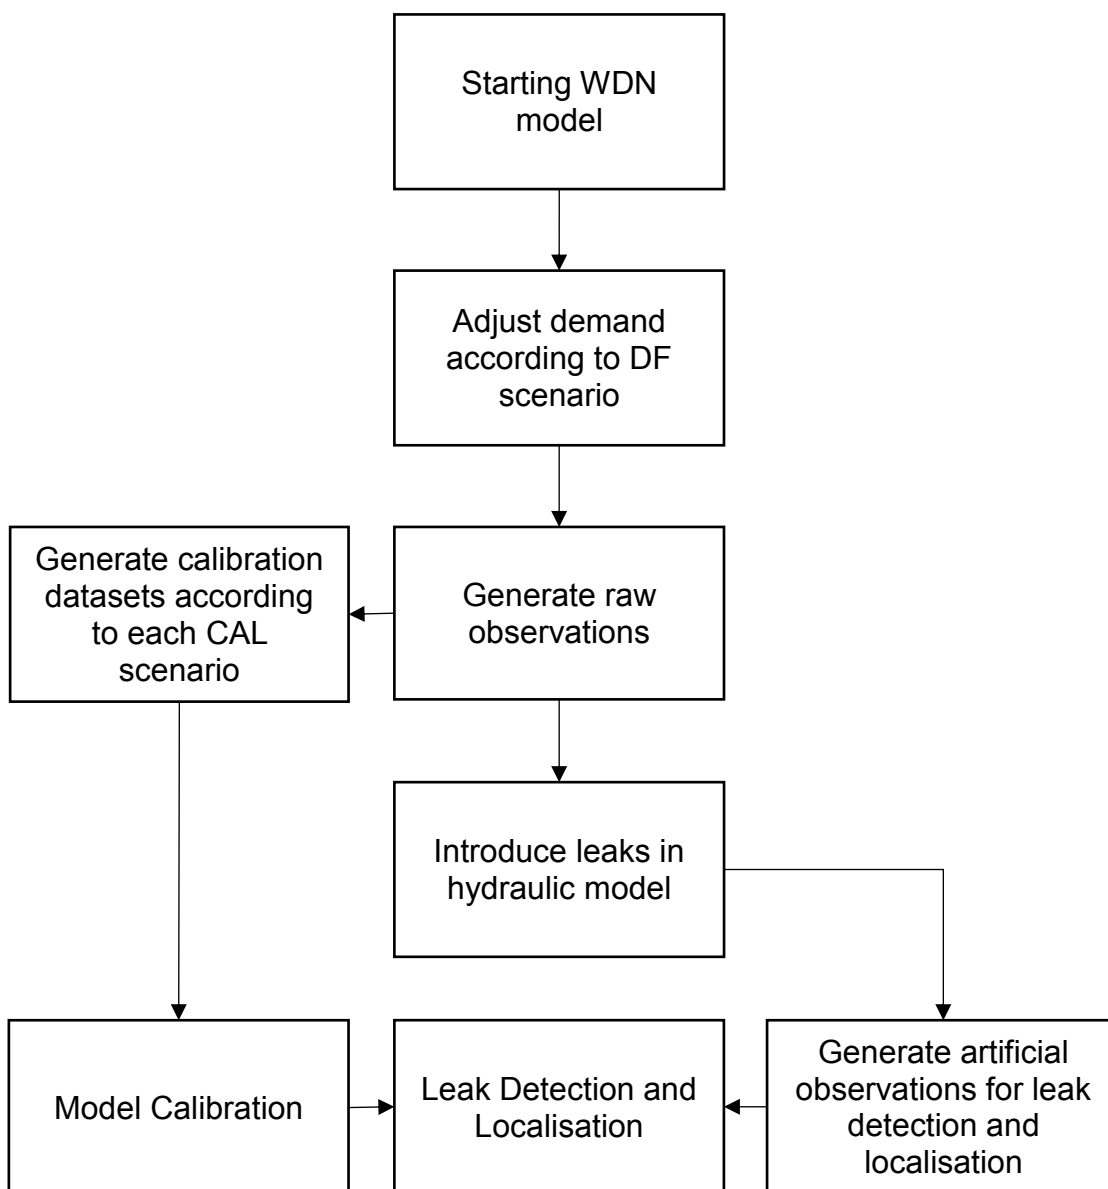 Starting WDN
model
Adjust demand
according to DF
scenario
Generate calibration
datasets according
to each CAL
scenario
Generate raw
observations
Introduce leaks in
hydraulic model
Model Calibration
Leak Detection and
Localisation
Generate artificial
observations for leak
detection and
localisation